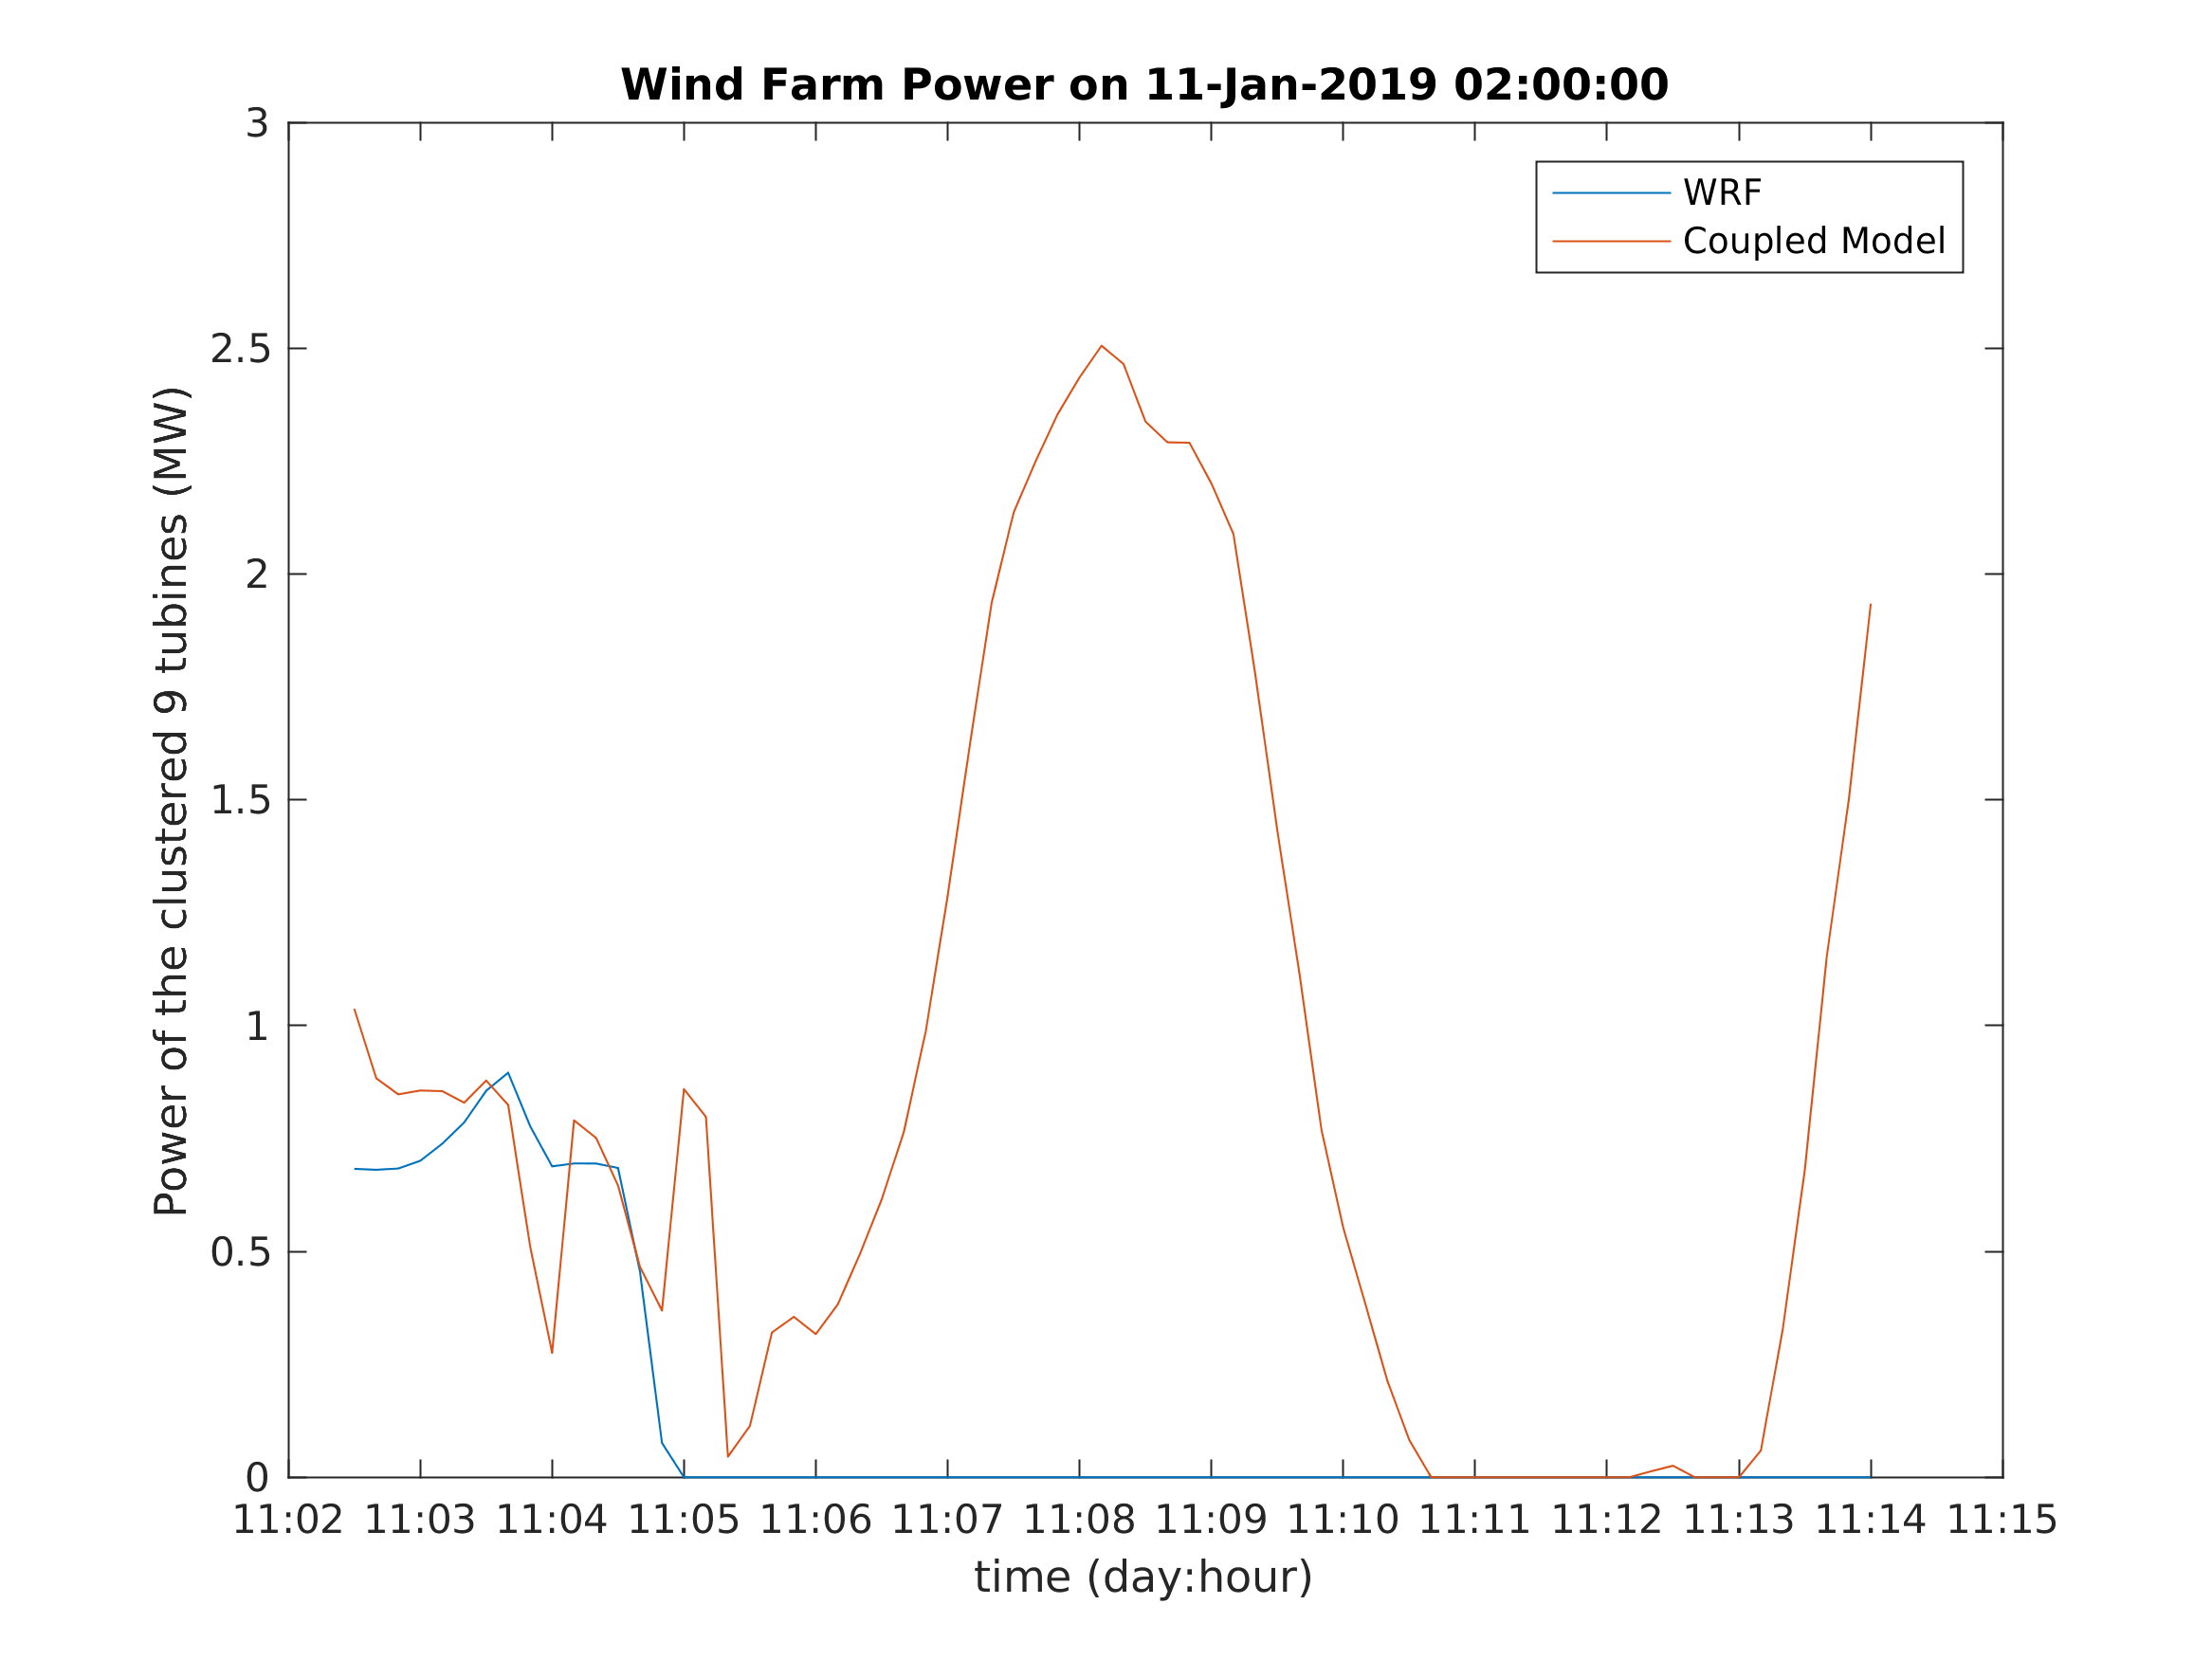 Wind Farm Power on 11-Jan-2019 02:00:00
WRF
Coupled Model
Power of the clustered 9 tubines (MW)
3
2.5
2
1.5
1
0.5
0
11:02 11:03 11:04 11:05 11:06 11:07 11:08 11:09 11:10 11:11 11:12 11:13 11:14 11:15
time (day:hour)